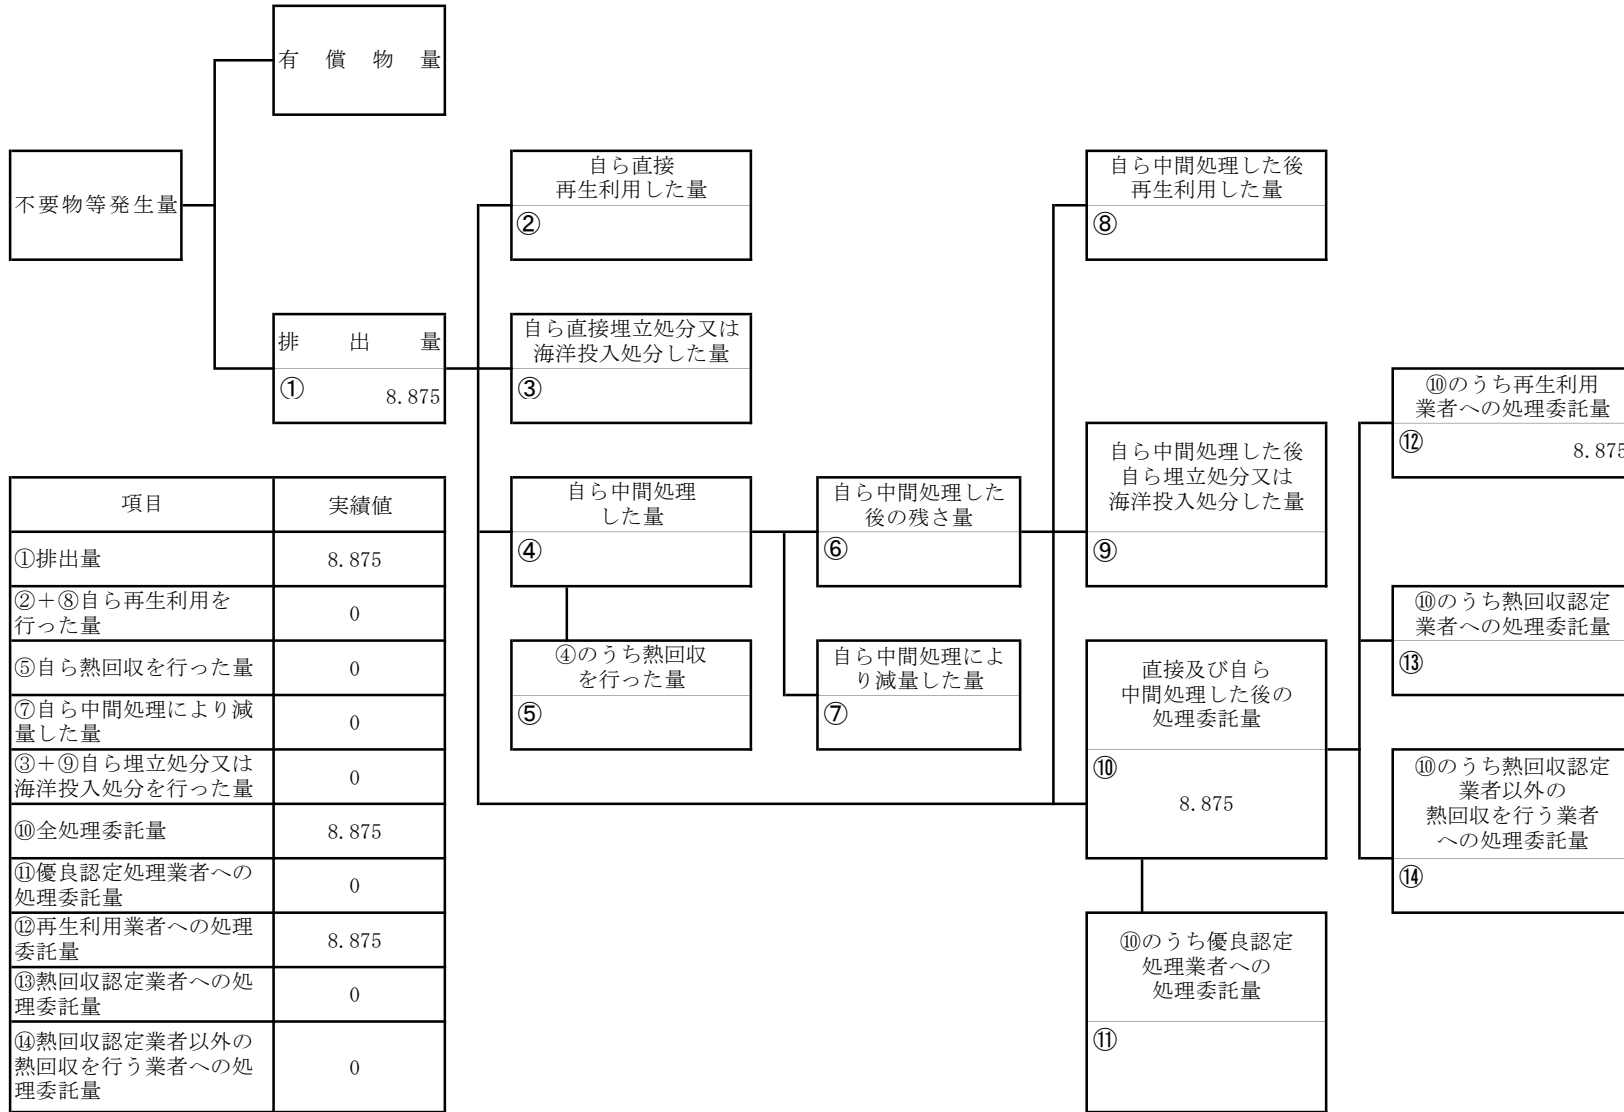 有償物量
不要物等発生量
自ら直接
再生利用した量
②
自ら中間処理した後
再生利用した量
⑧
排出量
① 8.875
自ら直接埋立処分又は
海洋投入処分した量
③
⑩のうち再生利用
業者への処理委託量
⑫ 8.875
自ら中間処理した後
自ら埋立処分又は
海洋投入処分した量
⑨
自ら中間処理
した量
④
自ら中間処理した
後の残さ量
⑥
⑩のうち熱回収認定
業者への処理委託量
⑬
④のうち熱回収
を行った量
⑤
自ら中間処理によ
り減量した量
⑦
直接及び自ら
中間処理した後の
処理委託量
⑩
8.875
⑩のうち熱回収認定
業者以外の
熱回収を行う業者
への処理委託量
⑭
⑩のうち優良認定
処理業者への
処理委託量
⑪
項目 実績値
①排出量 8.875
②+⑧自ら再生利用を
行った量 0
⑤自ら熱回収を行った量 0
⑦自ら中間処理により減
量した量 0
③+⑨自ら埋立処分又は
海洋投入処分を行った量 0
⑩全処理委託量 8.875
⑪優良認定処理業者への
処理委託量 0
⑫再生利用業者への処理
委託量 8.875
⑬熱回収認定業者への処
理委託量 0
⑭熱回収認定業者以外の
熱回収を行う業者への処
理委託量 0